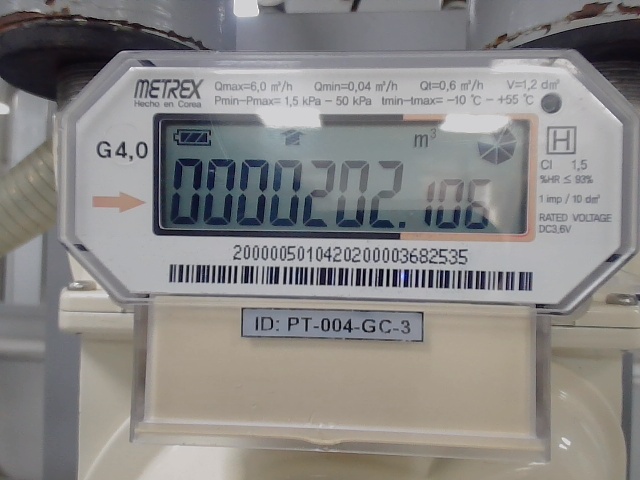 METREX Qmax=6,0 m³/h Qmin=0,04 m³/h Qt=0,6 m³/h V=1,2 dm³
Hecho en Corea Pmin-Pmax= 1,5 kPa - 50 kPa tmin-tmax= -10 °C - +55 °C
G4,0
m³
0000202.106
H
Cl 1,5
%HR ≤ 93%
1 imp / 10 dm³
RATED VOLTAGE
DC3,6V
2000005010420200003682535
ID: PT-004-GC-3